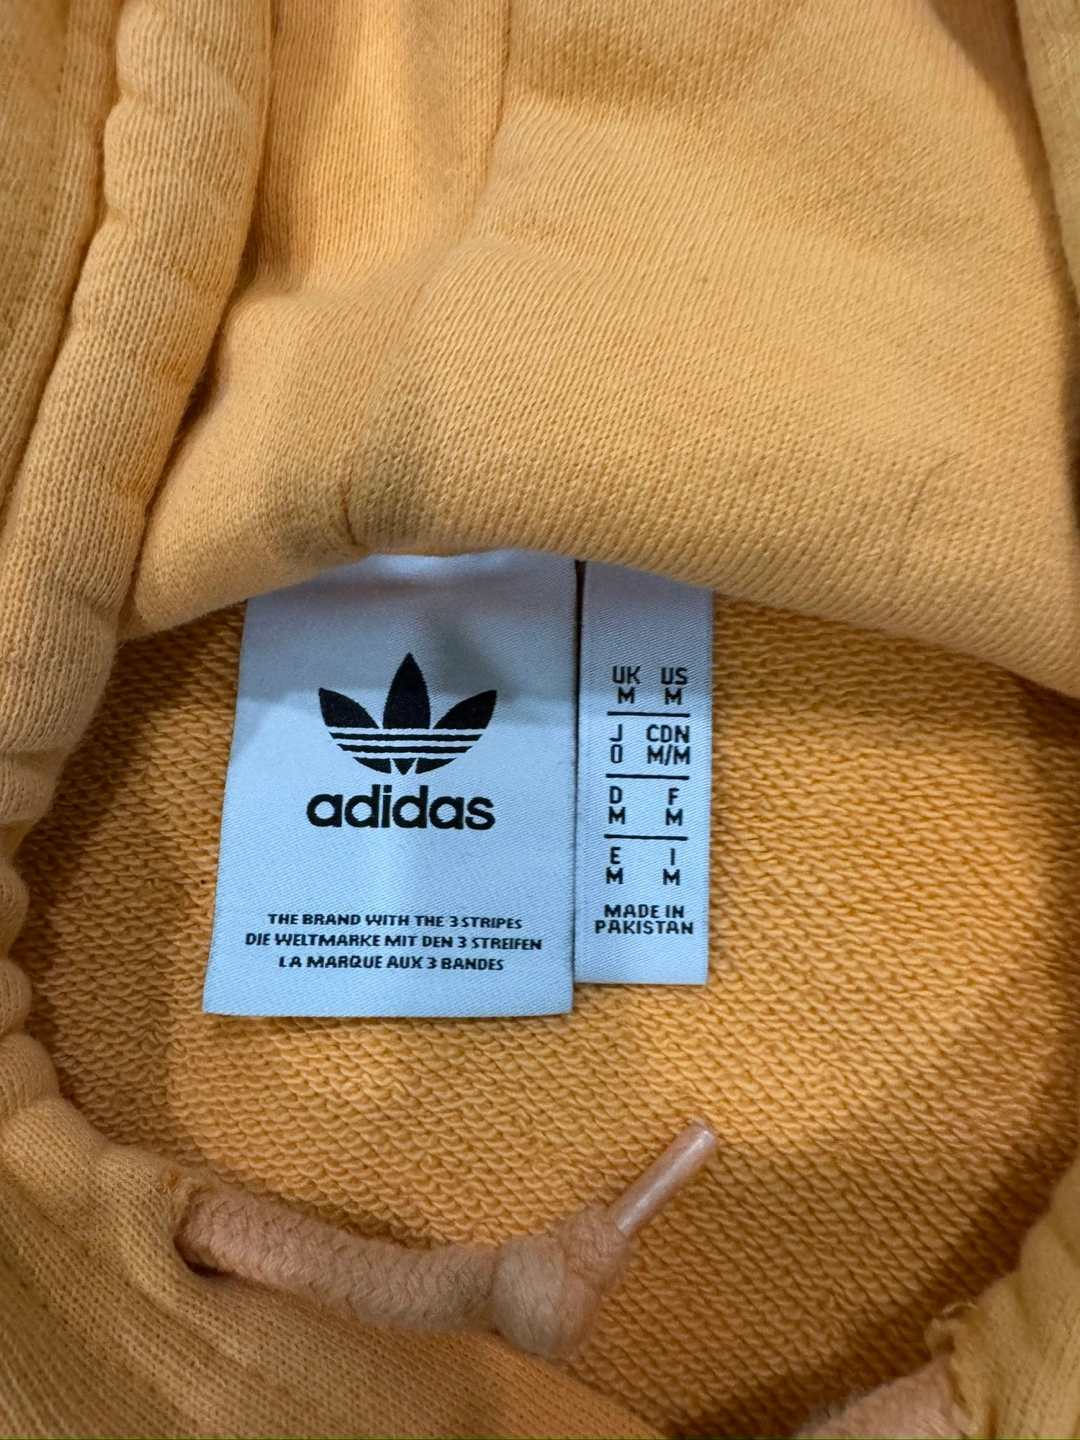 adidas
THE BRAND WITH THE 3 STRIPES
DIE WELTMARKE MIT DEN 3 STREIFEN
LA MARQUE AUX 3 BANDES
UK US
M M
J CDN
O M/M
D F
M M
E I
M M
MADE IN
PAKISTAN